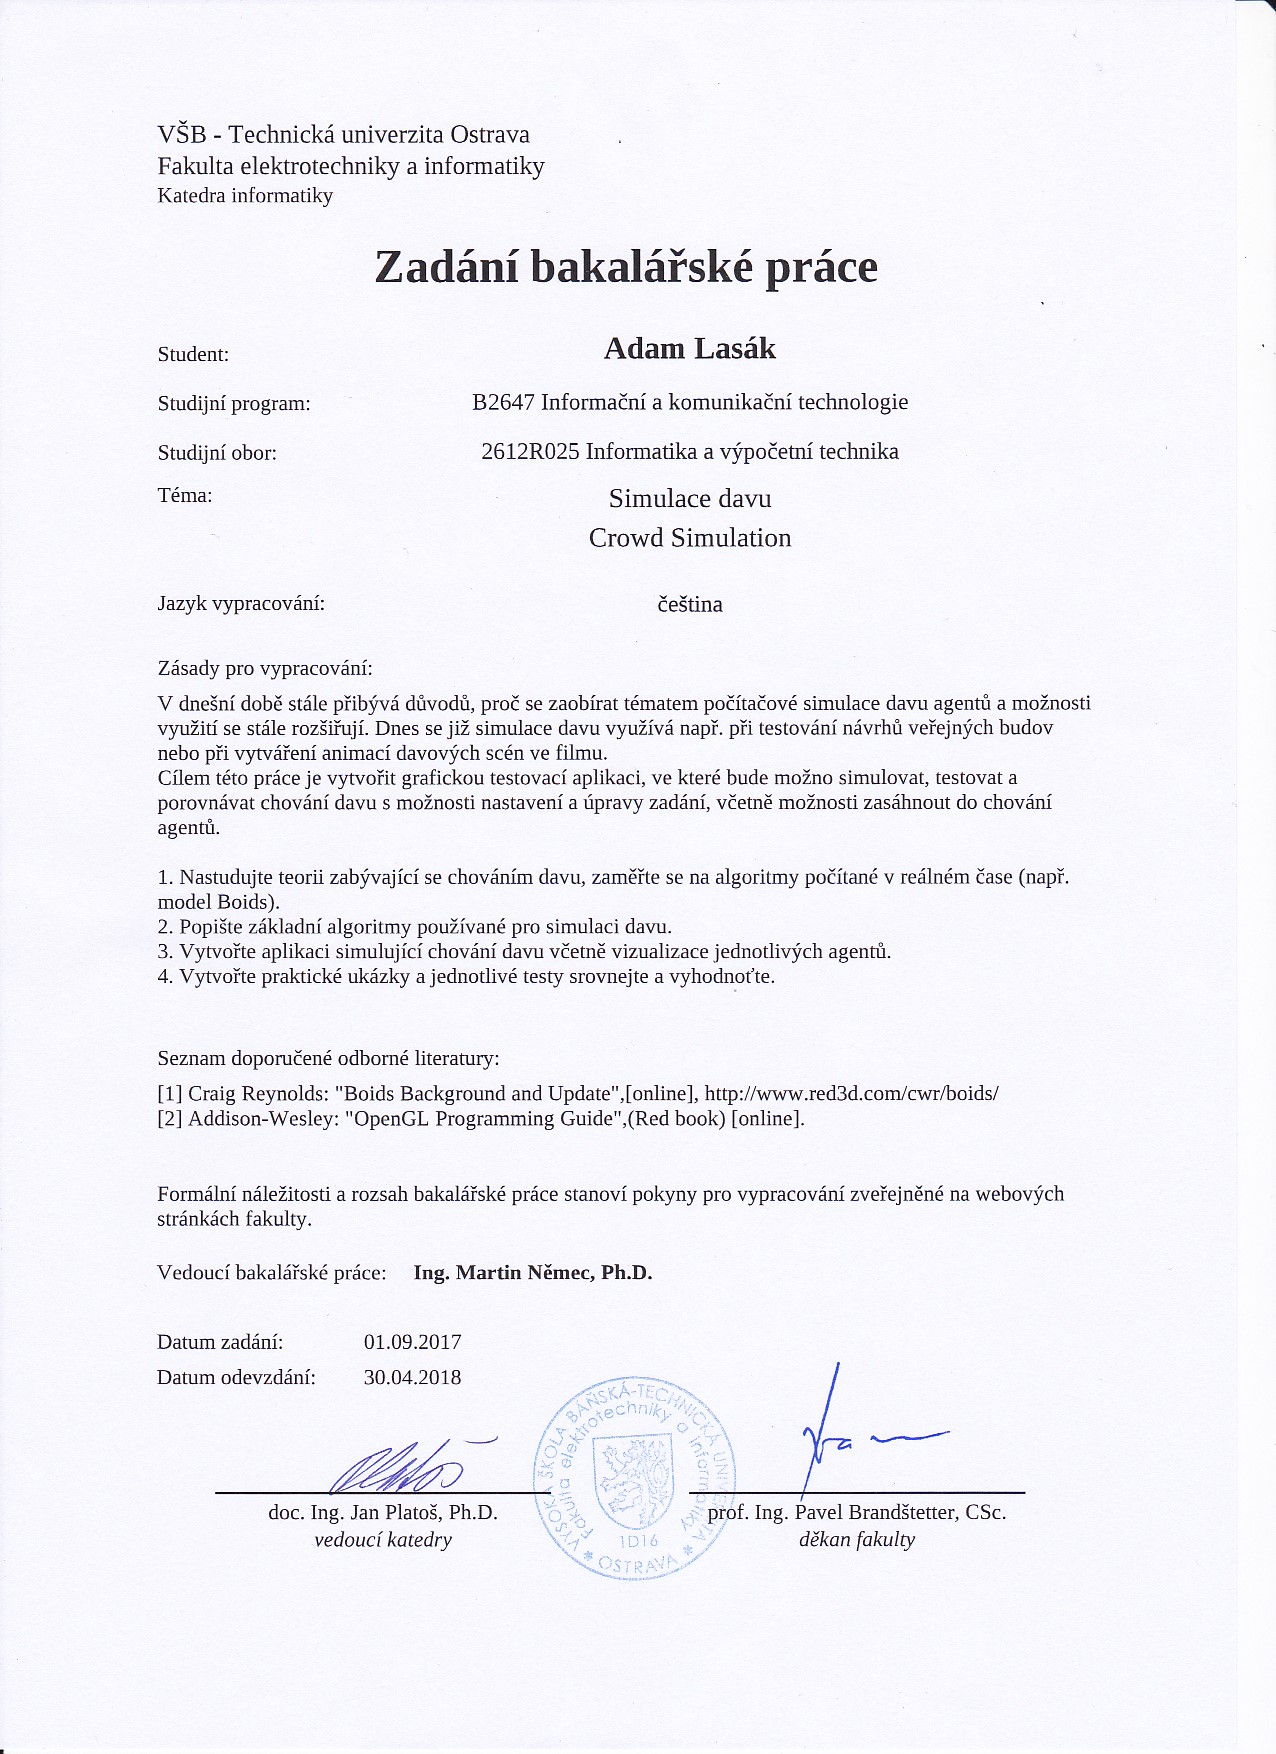 VŠB - Technická univerzita Ostrava
Fakulta elektrotechniky a informatiky
Katedra informatiky
Zadání bakalářské práce
Student: Adam Lasák
Studijní program: B2647 Informační a komunikační technologie
Studijní obor: 2612R025 Informatika a výpočetní technika
Téma: Simulace davu
Crowd Simulation
Jazyk vypracování: čeština
Zásady pro vypracování:
V dnešní době stále přibývá důvodů, proč se zaobírat tématem počítačové simulace davu agentů a možnosti
využití se stále rozšiřují. Dnes se již simulace davu využívá např. při testování návrhů veřejných budov
nebo při vytváření animací davových scén ve filmu.
Cílem této práce je vytvořit grafickou testovací aplikaci, ve které bude možno simulovat, testovat a
porovnávat chování davu s možnosti nastavení a úpravy zadání, včetně možnosti zasáhnout do chování
agentů.
1. Nastudujte teorii zabývající se chováním davu, zaměřte se na algoritmy počítané v reálném čase (např.
model Boids).
2. Popište základní algoritmy používané pro simulaci davu.
3. Vytvořte aplikaci simulující chování davu včetně vizualizace jednotlivých agentů.
4. Vytvořte praktické ukázky a jednotlivé testy srovnejte a vyhodnoťte.
Seznam doporučené odborné literatury:
[1] Craig Reynolds: "Boids Background and Update",[online], http://www.red3d.com/cwr/boids/
[2] Addison-Wesley: "OpenGL Programming Guide",(Red book) [online].
Formální náležitosti a rozsah bakalářské práce stanoví pokyny pro vypracování zveřejněné na webových
stránkách fakulty.
Vedoucí bakalářské práce: Ing. Martin Němec, Ph.D.
Datum zadání: 01.09.2017
Datum odevzdání: 30.04.2018
VYSOKÁ ŠKOLA BÁŇSKÁ-TECHNICKÁ UNIVERZITA
Fakulta elektrotechniky a informatiky
1D16
* OSTRAVA *
doc. Ing. Jan Platoš, Ph.D. prof. Ing. Pavel Brandštetter, CSc.
vedoucí katedry děkan fakulty